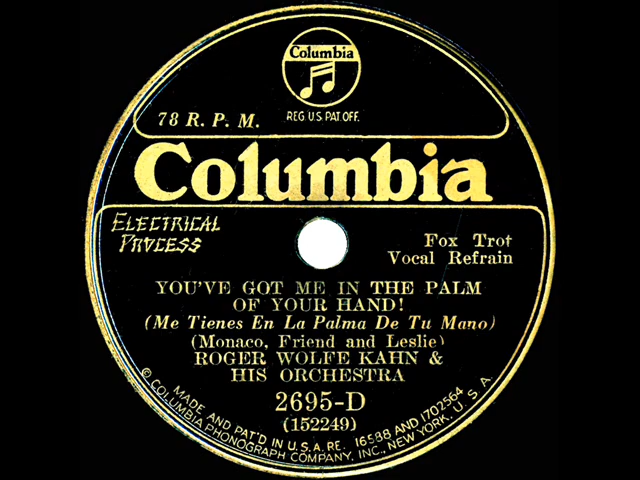 Columbia
REG. U.S. PAT. OFF.
78 R. P. M.
Columbia
ELECTRICAL
PROCESS
Fox Trot
Vocal Refrain
YOU'VE GOT ME IN THE PALM
OF YOUR HAND!
(Me Tienes En La Palma De Tu Mano)
(Monaco, Friend and Leslie)
ROGER WOLFE KAHN &
HIS ORCHESTRA
2695-D
(152249)
MADE AND PAT'D IN U.S.A. RE. 16588 AND 1702564
© COLUMBIA PHONOGRAPH COMPANY, INC., NEW YORK, U.S.A.